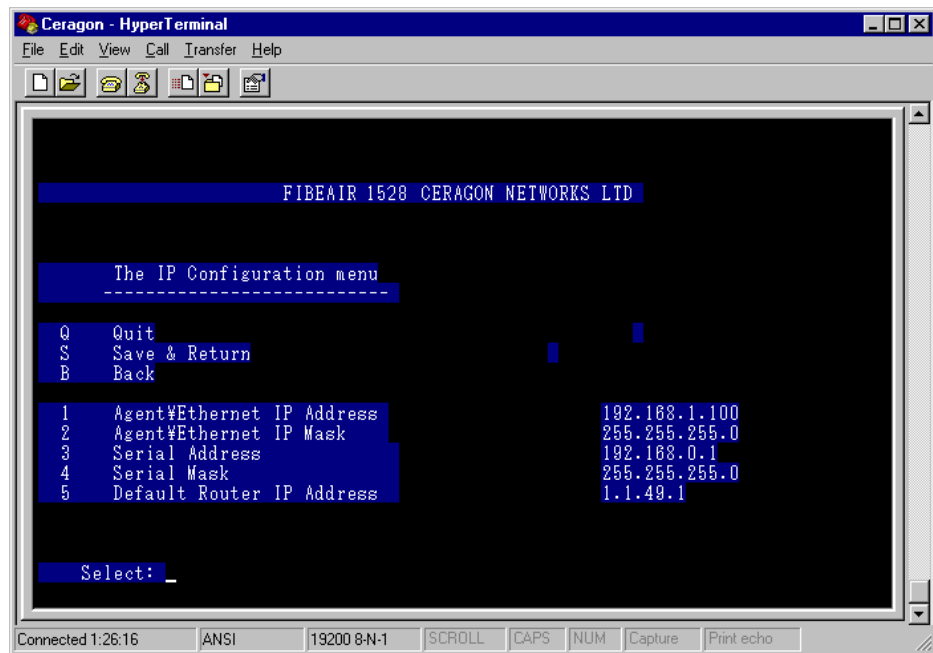 Ceragon - HyperTerminal
File Edit View Call Transfer Help
FIBEAIR 1528 CERAGON NETWORKS LTD
The IP Configuration menu
---------------------------
Q Quit
S Save & Return
B Back
1 Agent¥Ethernet IP Address 192.168.1.100
2 Agent¥Ethernet IP Mask 255.255.255.0
3 Serial Address 192.168.0.1
4 Serial Mask 255.255.255.0
5 Default Router IP Address 1.1.49.1
Select: _
Connected 1:26:16 ANSI 19200 8-N-1 SCROLL CAPS NUM Capture Print echo